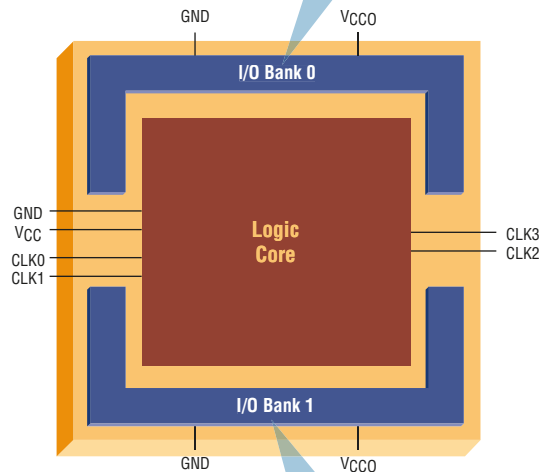 GND VCCO
I/O Bank 0
GND
VCC
CLK0
CLK1
Logic
Core
CLK3
CLK2
I/O Bank 1
GND VCCO